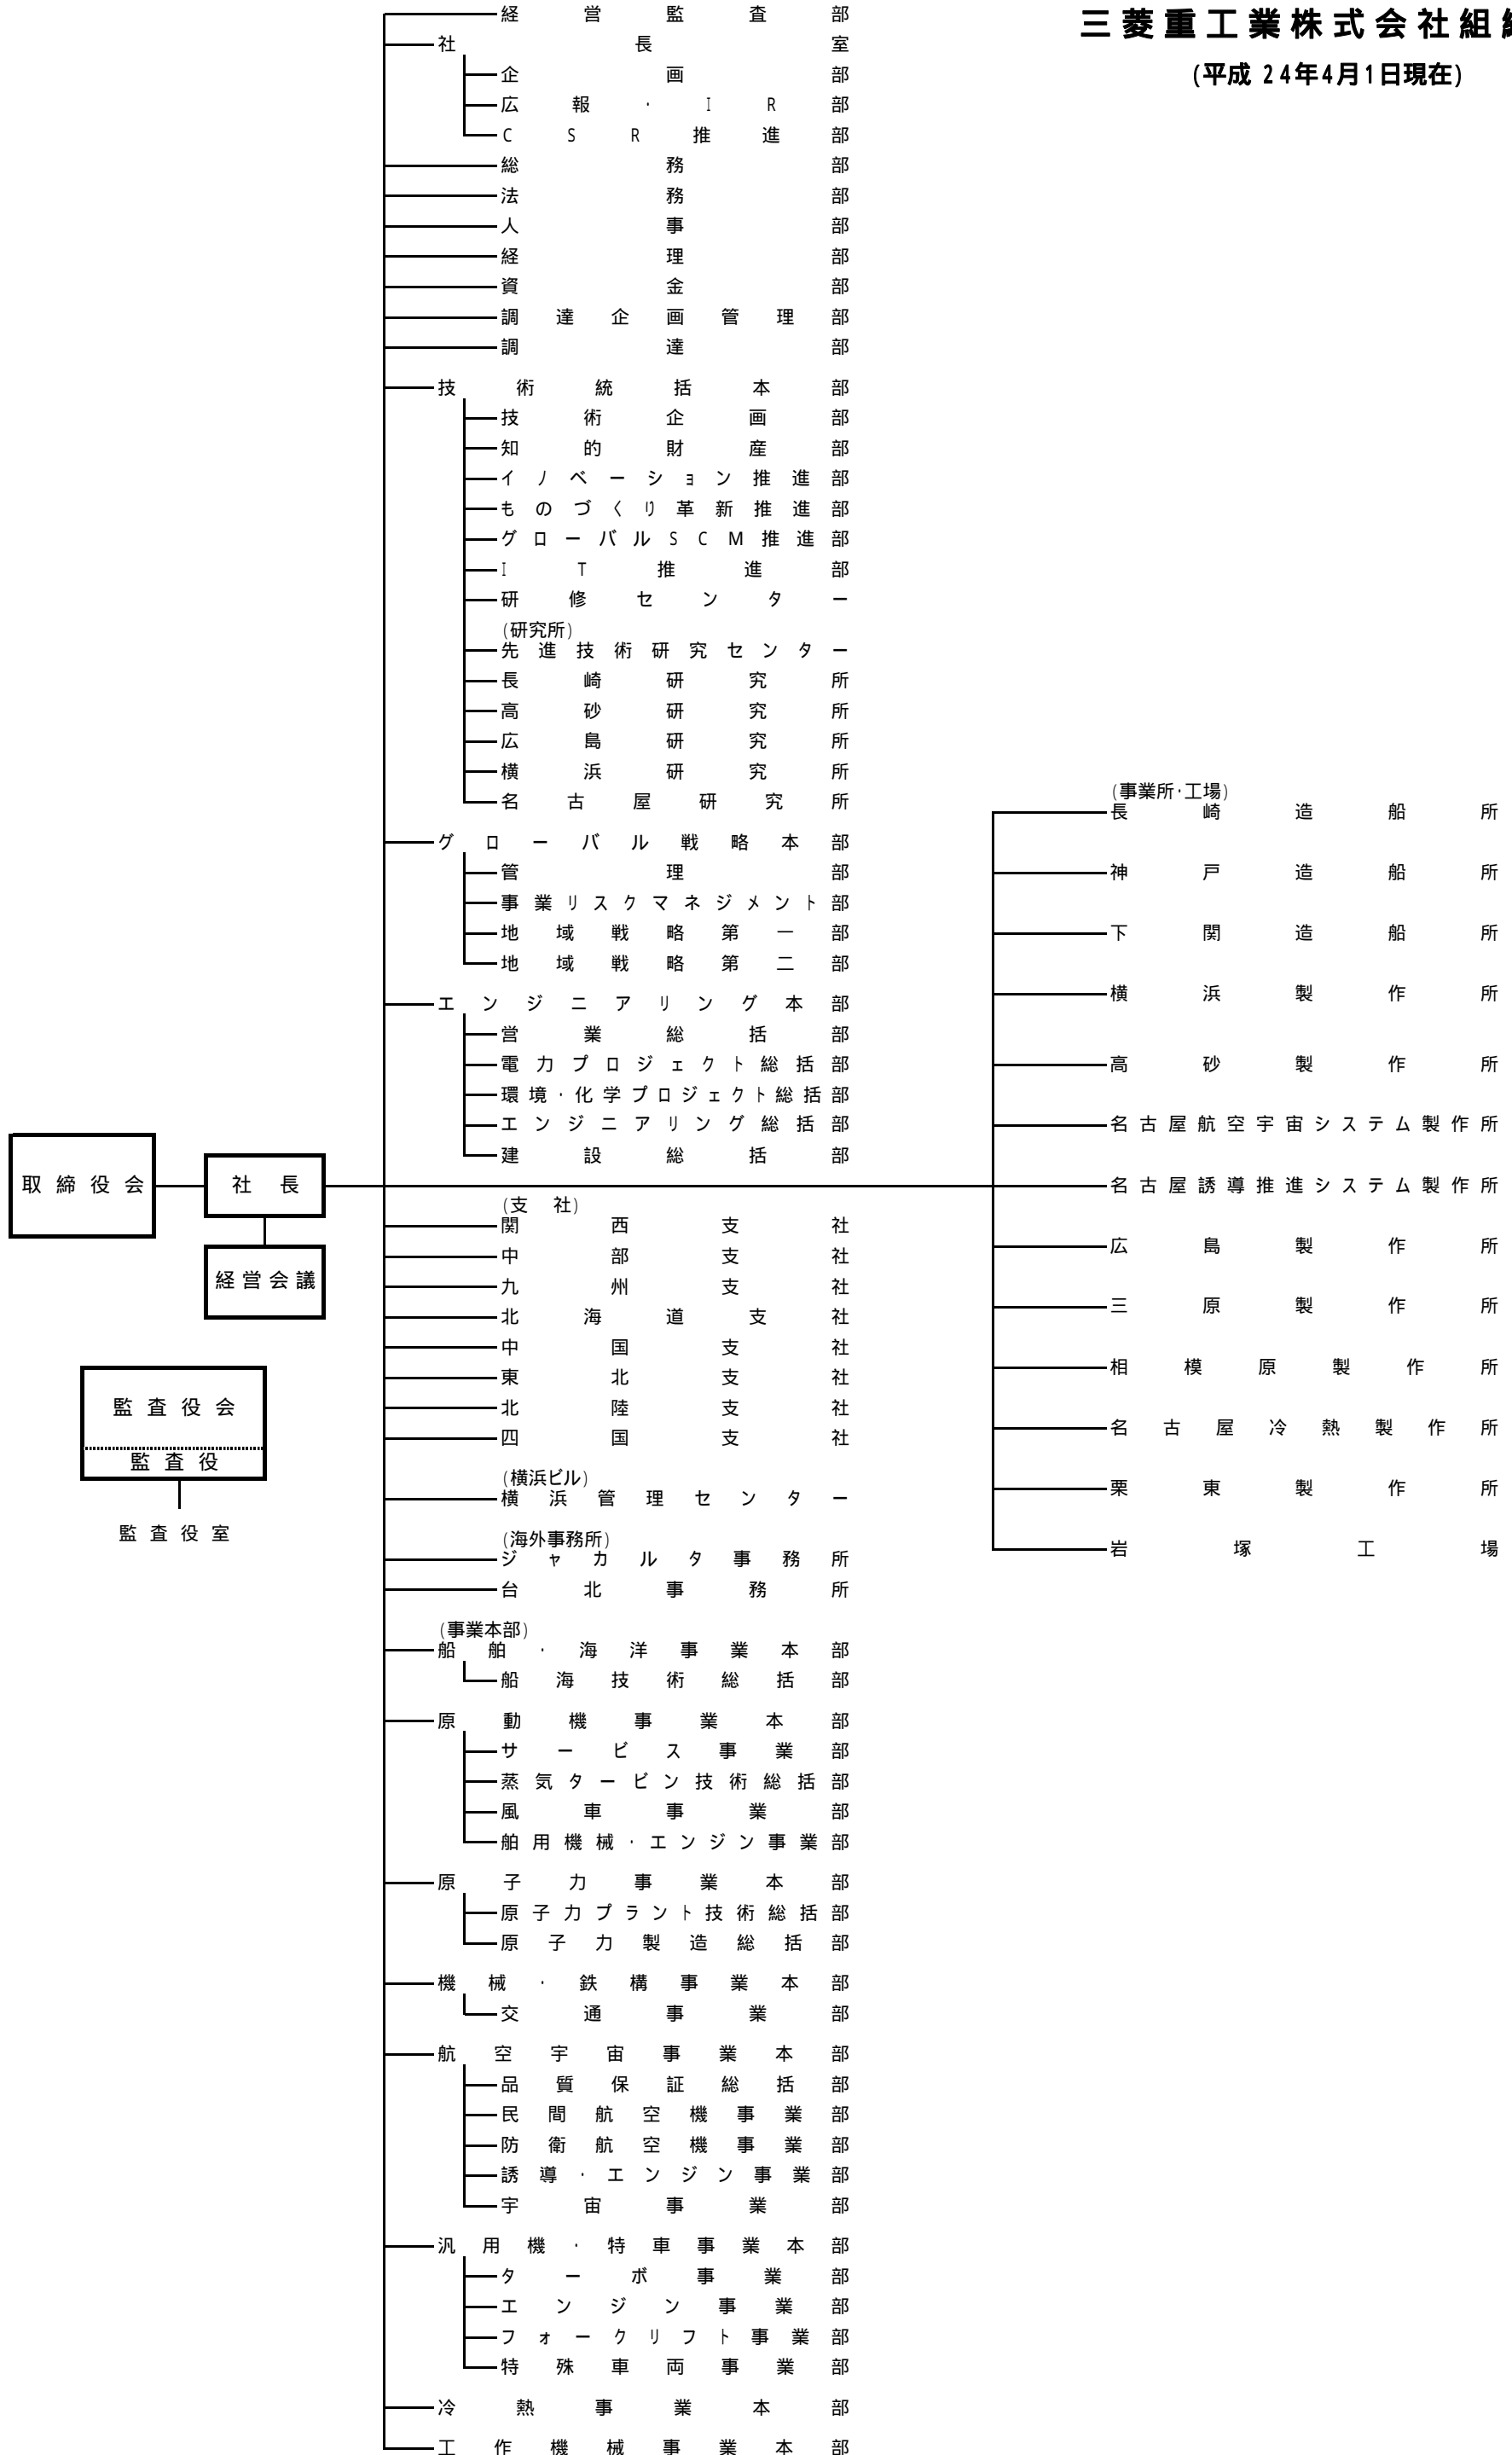 三菱重工業株式会社組
(平成 24年4月1日現在)
経営監査部
社長室
企画部
広報・IR部
CSR推進部
総務部
法務部
人事部
経理部
資金部
調達企画管理部
調達部
技術統括本部
技術企画部
知的財産部
イノベーション推進部
ものづくり革新推進部
グローバルSCM推進部
IT推進部
研修センター
(研究所)
先進技術研究センター
長崎研究所
高砂研究所
広島研究所
横浜研究所
名古屋研究所
グローバル戦略本部
管理部
事業リスクマネジメント部
地域戦略第一部
地域戦略第二部
エンジニアリング本部
営業総括部
電力プロジェクト総括部
環境・化学プロジェクト総括部
エンジニアリング総括部
建設総括部
取締役会
社長
経営会議
監査役会
監査役
監査役室
(支 社)
関西支社
中部支社
九州支社
北海道支社
中国支社
東北支社
北陸支社
四国支社
(横浜ビル)
横浜管理センター
(海外事務所)
ジャカルタ事務所
台北事務所
(事業本部)
船舶・海洋事業本部
船海技術総括部
原動機事業本部
サービス事業部
蒸気タービン技術総括部
風車事業部
舶用機械・エンジン事業部
原子力事業本部
原子力プラント技術総括部
原子力製造総括部
機械・鉄構事業本部
交通事業部
航空宇宙事業本部
品質保証総括部
民間航空機事業部
防衛航空機事業部
誘導・エンジン事業部
宇宙事業部
汎用機・特車事業本部
ターボ事業部
エンジン事業部
フォークリフト事業部
特殊車両事業部
冷熱事業本部
工作機械事業本部
(事業所・工場)
長崎造船所
神戸造船所
下関造船所
横浜製作所
高砂製作所
名古屋航空宇宙システム製作所
名古屋誘導推進システム製作所
広島製作所
三原製作所
相模原製作所
名古屋冷熱製作所
栗東製作所
岩塚工場